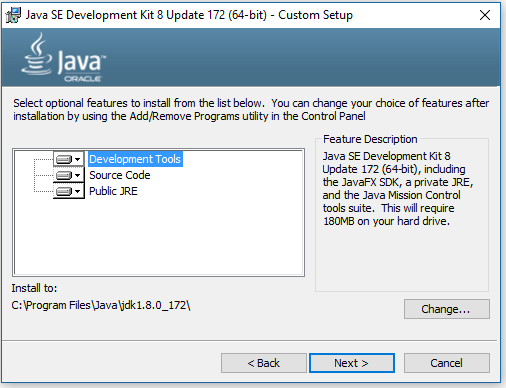 Java SE Development Kit 8 Update 172 (64-bit) - Custom Setup
Java
ORACLE
Select optional features to install from the list below. You can change your choice of features after
installation by using the Add/Remove Programs utility in the Control Panel
Development Tools
Source Code
Public JRE
Feature Description
Java SE Development Kit 8
Update 172 (64-bit), including
the JavaFX SDK, a private JRE,
and the Java Mission Control
tools suite. This will require
180MB on your hard drive.
Install to:
C:\Program Files\Java\jdk1.8.0_172\
Change...
< Back
Next >
Cancel